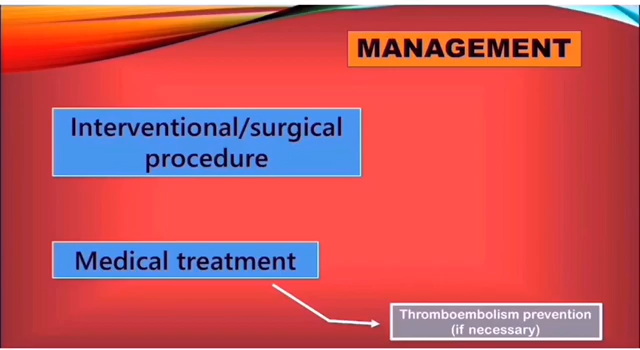 MANAGEMENT
Interventional/surgical
procedure
Medical treatment
Thromboembolism prevention
(if necessary)